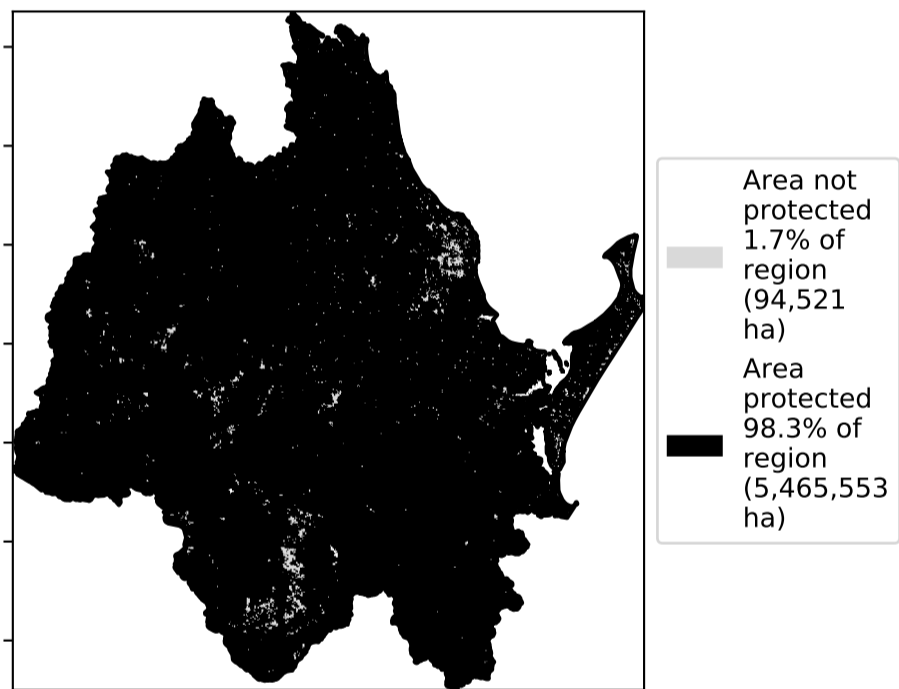 Area not
protected
1.7% of
region
(94,521
ha)
Area
protected
98.3% of
region
(5,465,553
ha)